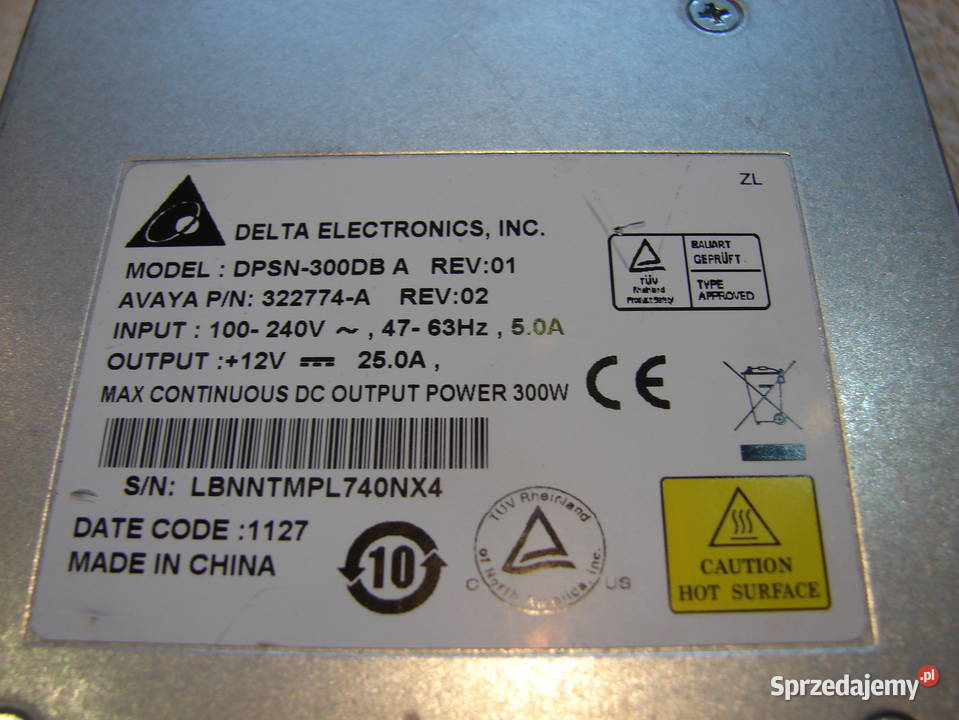 ZL
DELTA ELECTRONICS, INC.
MODEL : DPSN-300DB A REV:01
AVAYA P/N: 322774-A REV:02
INPUT : 100- 240V ~ , 47- 63Hz , 5.0A
OUTPUT :+12V ⎓ 25.0A ,
MAX CONTINUOUS DC OUTPUT POWER 300W
S/N: LBNNTMPL740NX4
DATE CODE :1127
MADE IN CHINA
TÜV
Rheinland
Product Safety
BAUART
GEPRÜFT
TYPE
APPROVED
CE
10
TÜV Rheinland
of North America, Inc.
C US
CAUTION
HOT SURFACE
Sprzedajemy.pl